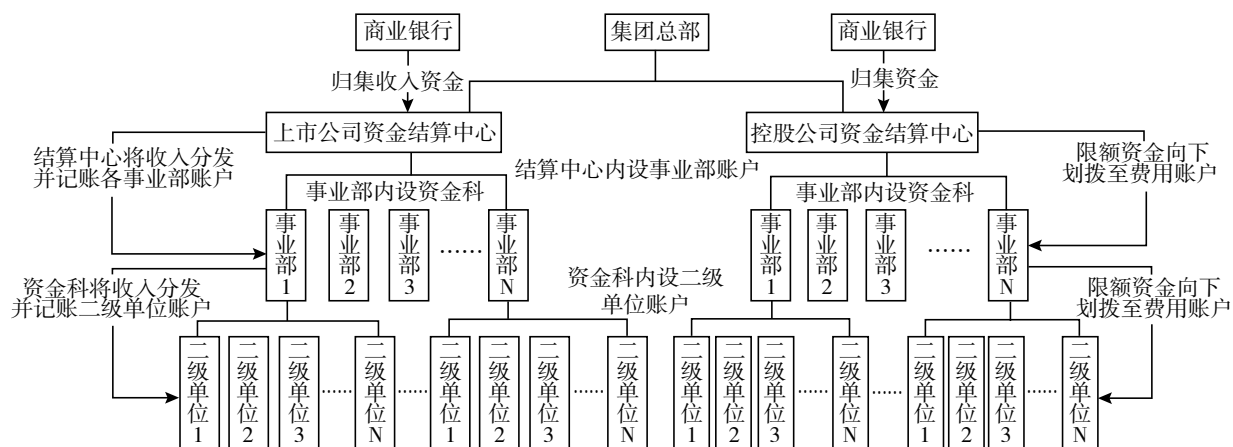 商业银行
集团总部
商业银行
归集收入资金
归集资金
上市公司资金结算中心
控股公司资金结算中心
结算中心将收入分发
并记账各事业部账户
结算中心内设事业部账户
限额资金向下
划拨至费用账户
事业部内设资金科
事业部内设资金科
事业部1
事业部2
事业部3
……
事业部N
事业部1
事业部2
事业部3
……
事业部N
资金科将收入分发
并记账二级单位账户
资金科内设二级
单位账户
限额资金向下
划拨至费用账户
二级单位1
二级单位2
二级单位3
……
二级单位N
……
二级单位1
二级单位2
二级单位3
……
二级单位N
二级单位1
二级单位2
二级单位3
……
二级单位N
……
二级单位1
二级单位2
二级单位3
……
二级单位N